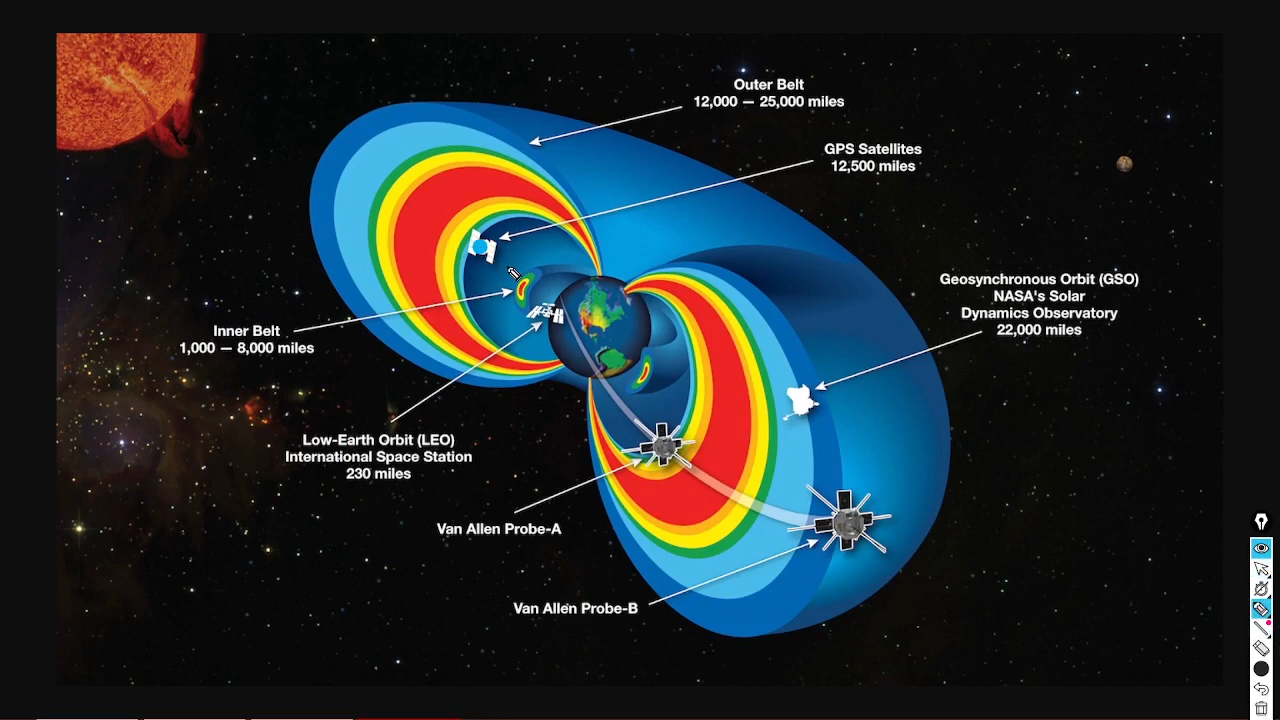 Outer Belt
12,000 — 25,000 miles
GPS Satellites
12,500 miles
Geosynchronous Orbit (GSO)
NASA's Solar
Dynamics Observatory
22,000 miles
Inner Belt
1,000 — 8,000 miles
Low-Earth Orbit (LEO)
International Space Station
230 miles
Van Allen Probe-A
Van Allen Probe-B